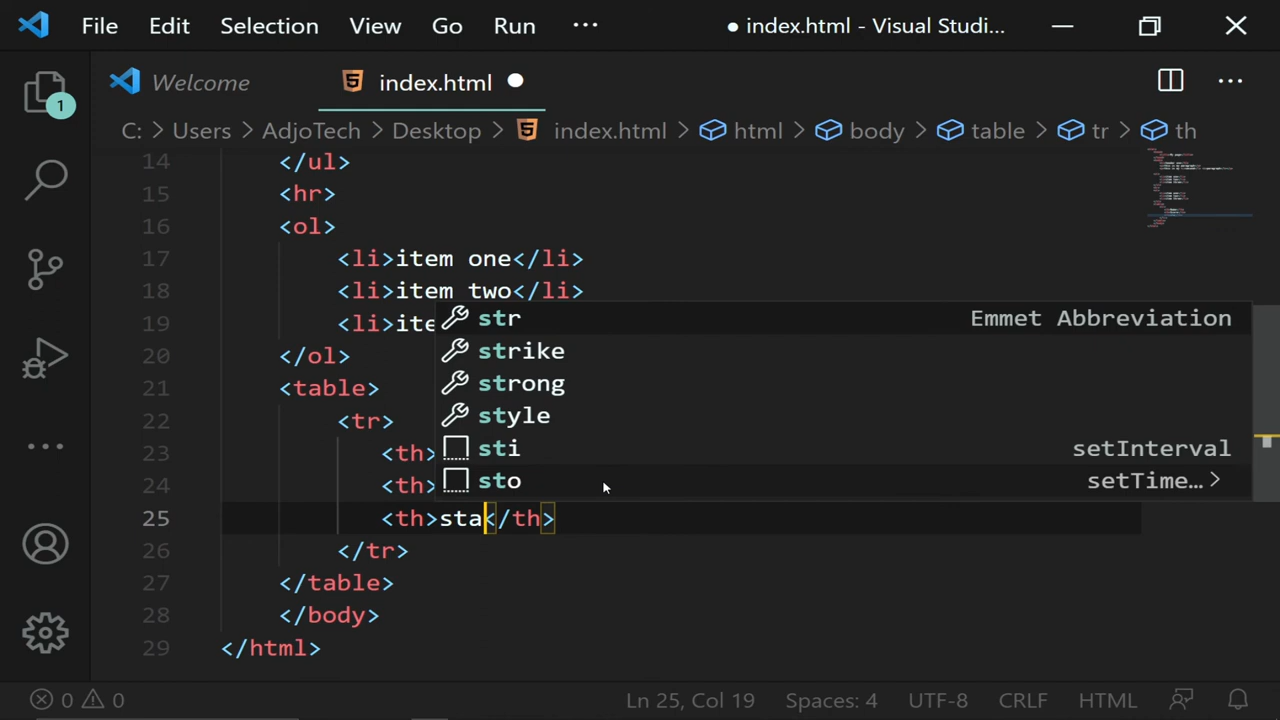 File Edit Selection View Go Run ··· ● index.html - Visual Studi...
Welcome index.html ●
1
C: > Users > AdjoTech > Desktop > index.html > html > body > table > tr > th
14 </ul>
15 <hr>
16 <ol>
17 <li>item one</li>
18 <li>item two</li>
19 <li>ite
str Emmet Abbreviation
strike
20 </ol>
strong
21 <table>
style
22 <tr>
sti setInterval
23 <th>
sto setTime...
24 <th>
25 <th>sta</th>
26 </tr>
27 </table>
28 </body>
29 </html>
0 0 Ln 25, Col 19 Spaces: 4 UTF-8 CRLF HTML